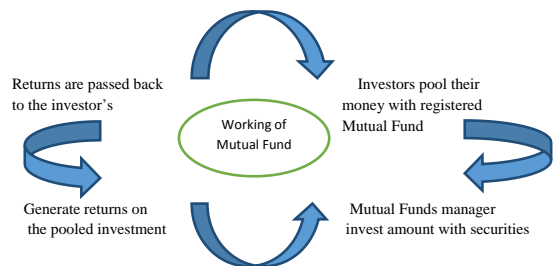 Returns are passed back
to the investor's
Investors pool their
money with registered
Mutual Fund
Working of
Mutual Fund
Generate returns on
the pooled investment
Mutual Funds manager
invest amount with securities